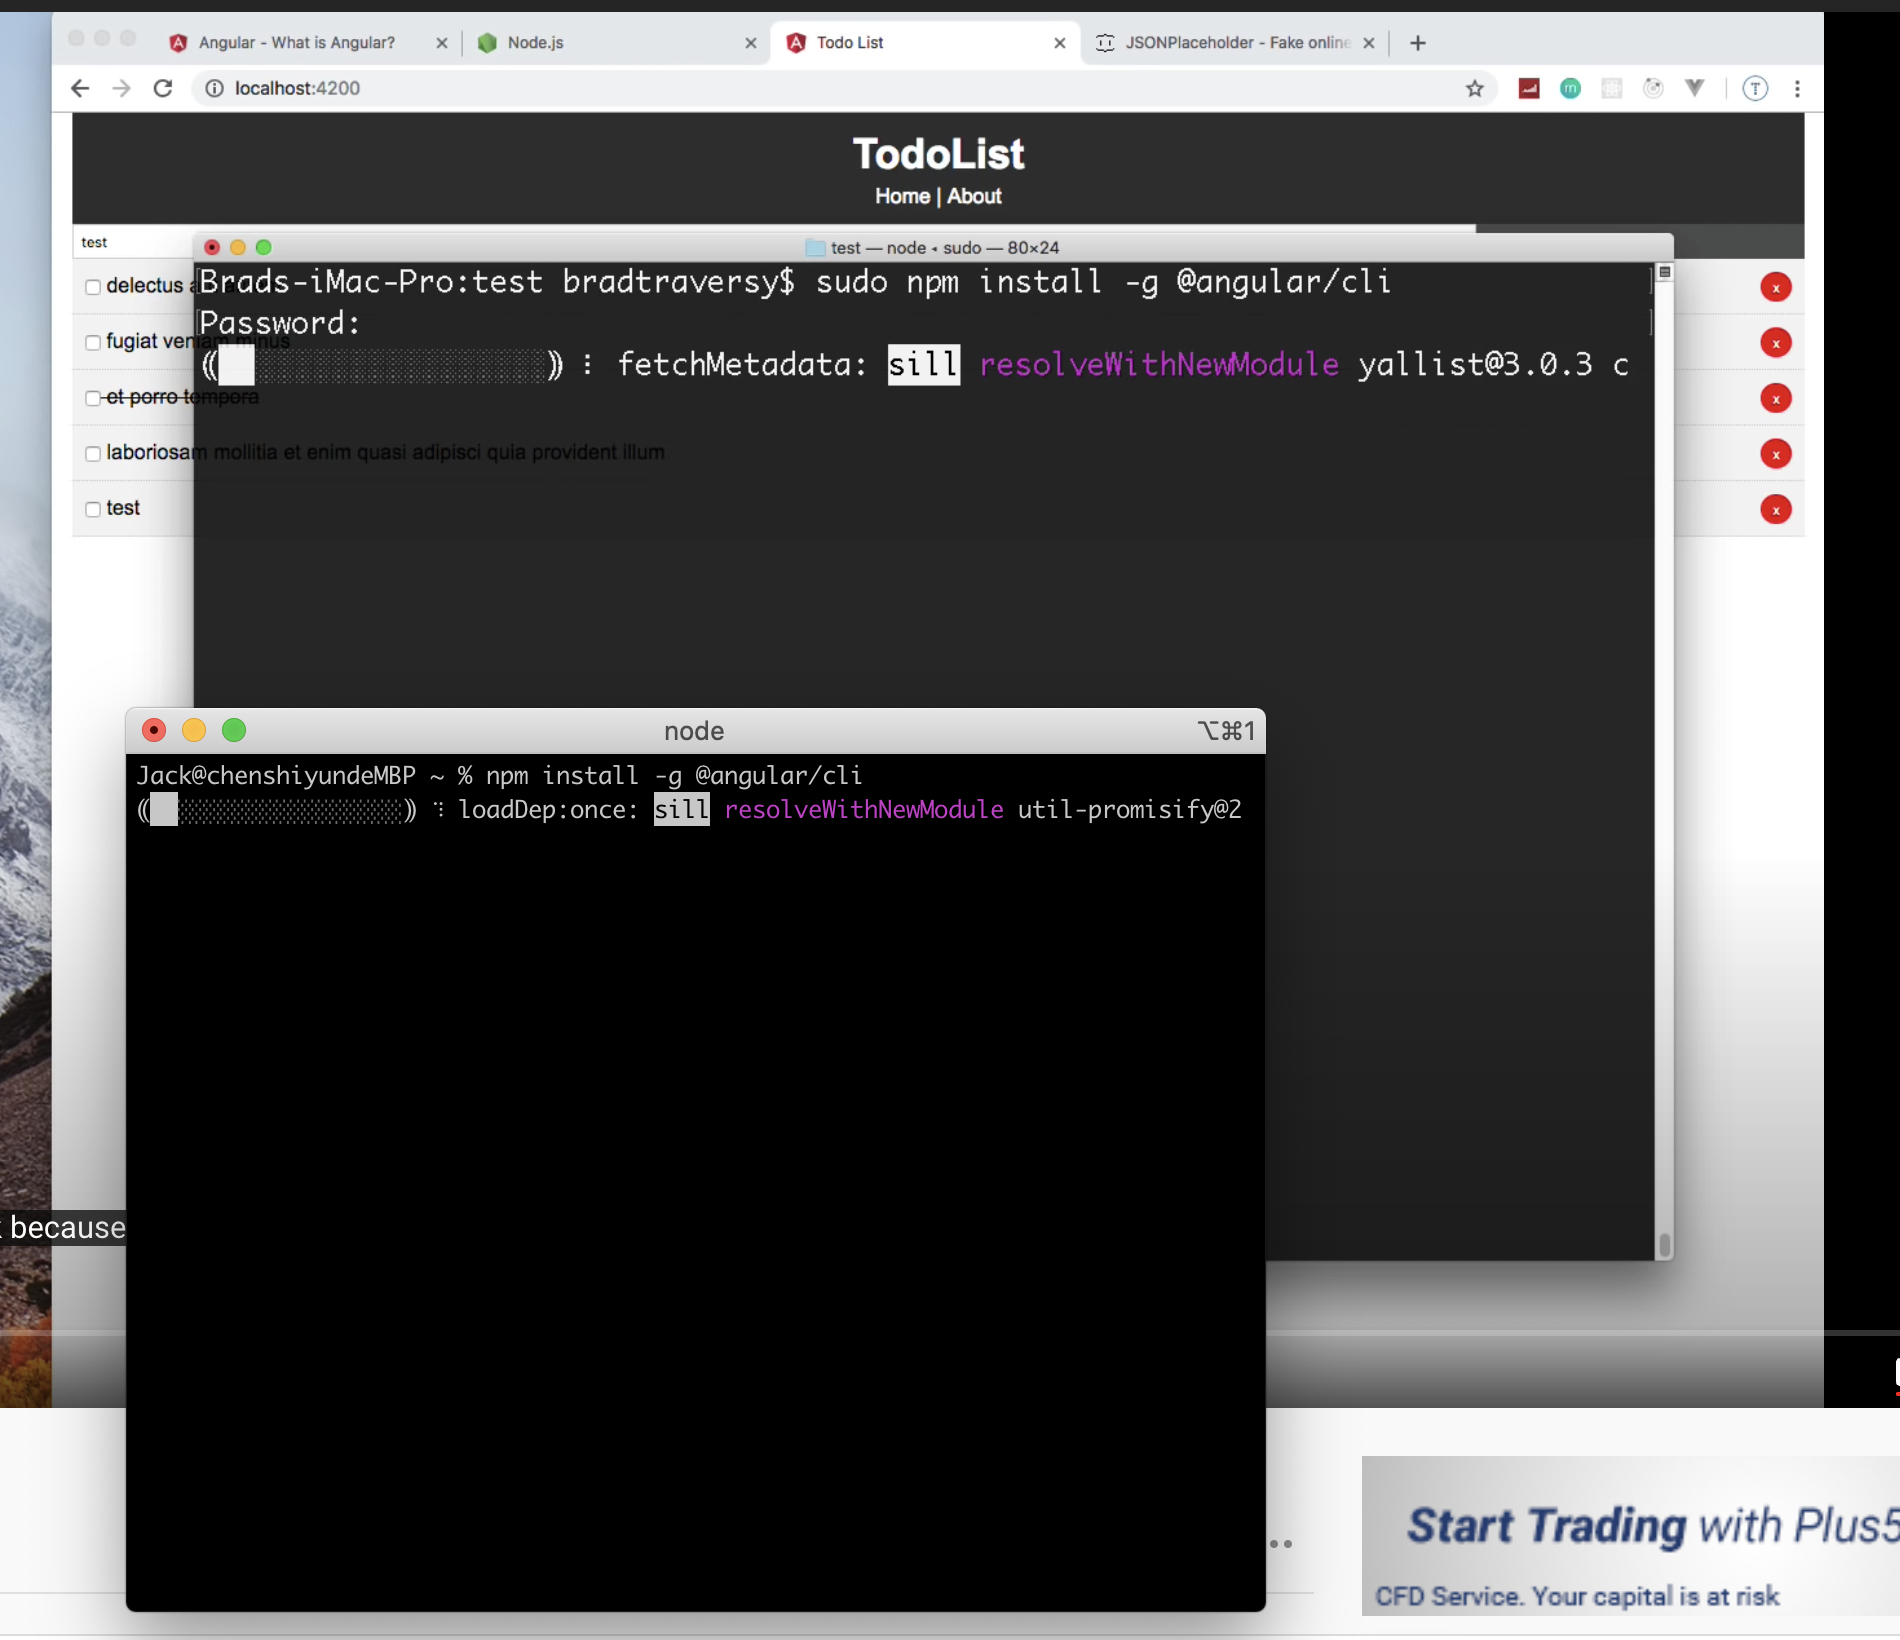 Angular - What is Angular?
Node.js
Todo List
JSONPlaceholder - Fake online
localhost:4200
TodoList
Home | About
test
test — node ◂ sudo — 80×24
Brads-iMac-Pro:test bradtraversy$ sudo npm install -g @angular/cli
Password:
fetchMetadata: sill resolveWithNewModule yallist@3.0.3 c
delectus
x
fugiat veniam minus
x
et porro tempora
x
laboriosam mollitia et enim quasi adipisci quia provident illum
x
test
x
node
⌥⌘1
Jack@chenshiyundeMBP ~ % npm install -g @angular/cli
loadDep:once: sill resolveWithNewModule util-promisify@2
because
Start Trading with Plus5
CFD Service. Your capital is at risk